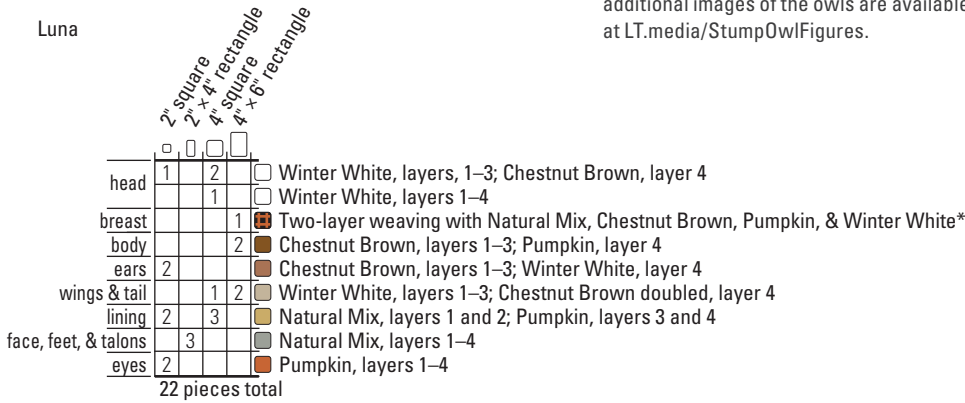 additional images of the owls are available
Luna
at LT.media/StumpOwlFigures.
2" square
2" × 4" rectangle
4" square
4" × 6" rectangle
head 1 2 Winter White, layers, 1–3; Chestnut Brown, layer 4
1 Winter White, layers 1–4
breast 1 Two-layer weaving with Natural Mix, Chestnut Brown, Pumpkin, & Winter White*
body 2 Chestnut Brown, layers 1–3; Pumpkin, layer 4
ears 2 Chestnut Brown, layers 1–3; Winter White, layer 4
wings & tail 1 2 Winter White, layers 1–3; Chestnut Brown doubled, layer 4
lining 2 3 Natural Mix, layers 1 and 2; Pumpkin, layers 3 and 4
face, feet, & talons 3 Natural Mix, layers 1–4
eyes 2 Pumpkin, layers 1–4
22 pieces total